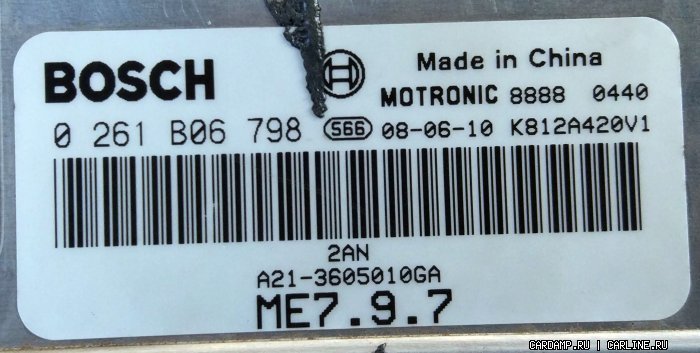 BOSCH
Made in China
MOTRONIC 8888 0440
0 261 B06 798 566 08-06-10 K812A420V1
2AN
A21-3605010GA
ME7.9.7
CARDAMP.RU | CARLINE.RU